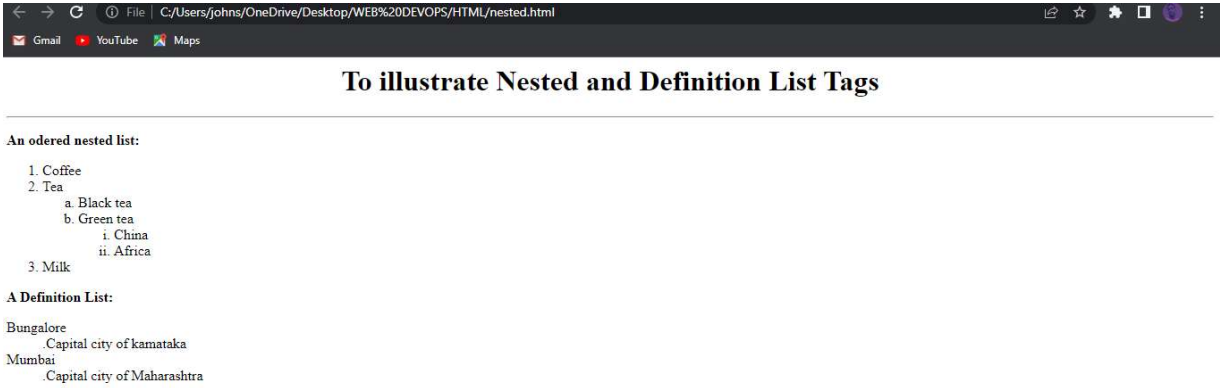 File | C:/Users/johns/OneDrive/Desktop/WEB%20DEVOPS/HTML/nested.html
Gmail YouTube Maps
To illustrate Nested and Definition List Tags
An odered nested list:
1. Coffee
2. Tea
a. Black tea
b. Green tea
i. China
ii. Africa
3. Milk
A Definition List:
Bungalore
.Capital city of kamataka
Mumbai
.Capital city of Maharashtra